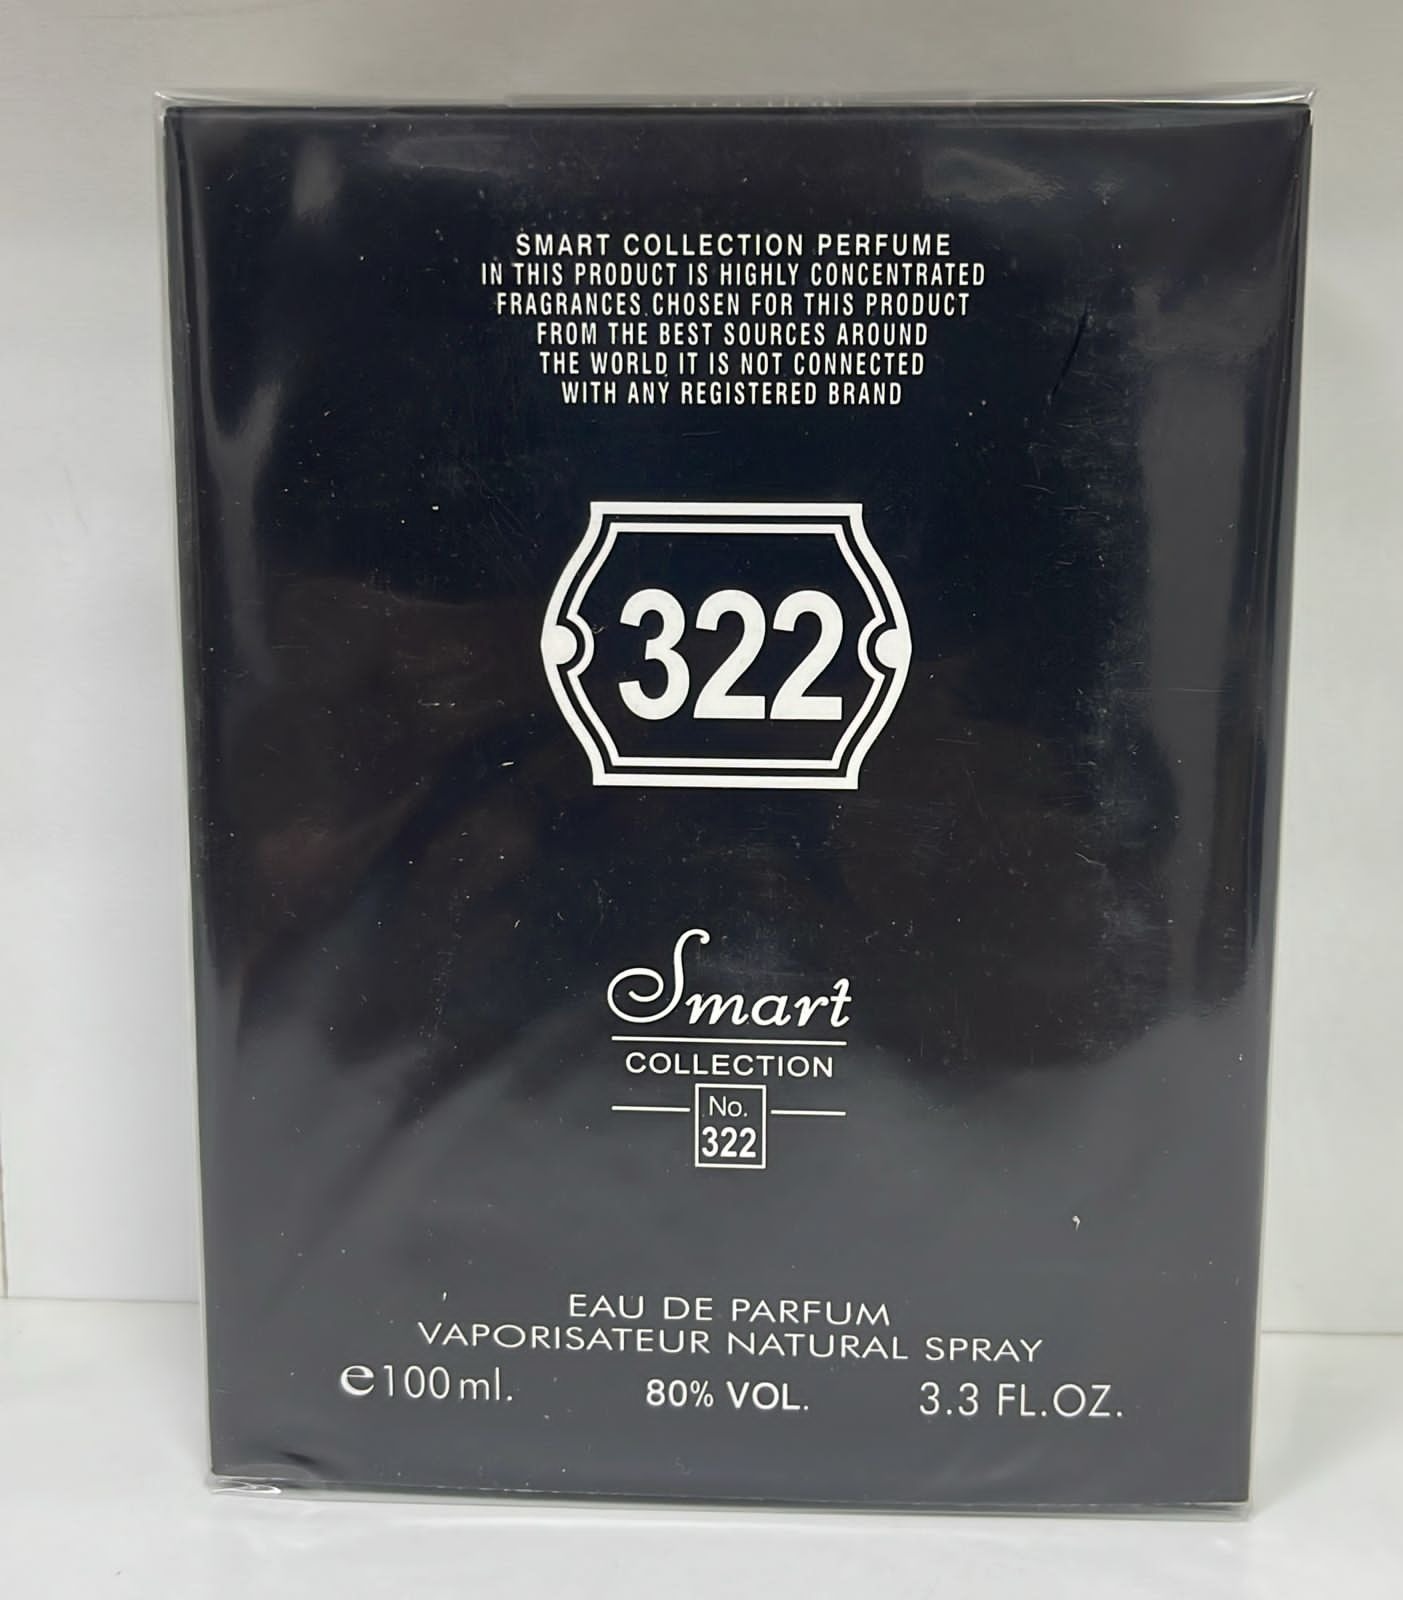 SMART COLLECTION PERFUME
IN THIS PRODUCT IS HIGHLY CONCENTRATED
FRAGRANCES. CHOSEN FOR THIS PRODUCT
FROM THE BEST SOURCES AROUND
THE WORLD. IT IS NOT CONNECTED
WITH ANY REGISTERED BRAND
322
Smart
COLLECTION
No.
322
EAU DE PARFUM
VAPORISATEUR NATURAL SPRAY
e100ml. 80% VOL. 3.3 FL.OZ.